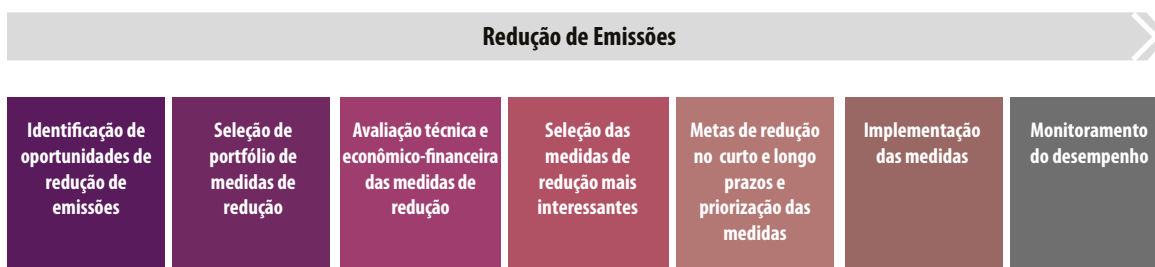 Redução de Emissões
Identificação de
oportunidades de
redução de
emissões
Seleção de
portfólio de
medidas de
redução
Avaliação técnica e
econômico-financeira
das medidas de
redução
Seleção das
medidas de
redução mais
interessantes
Metas de redução
no curto e longo
prazos e
priorização das
medidas
Implementação
das medidas
Monitoramento
do desempenho